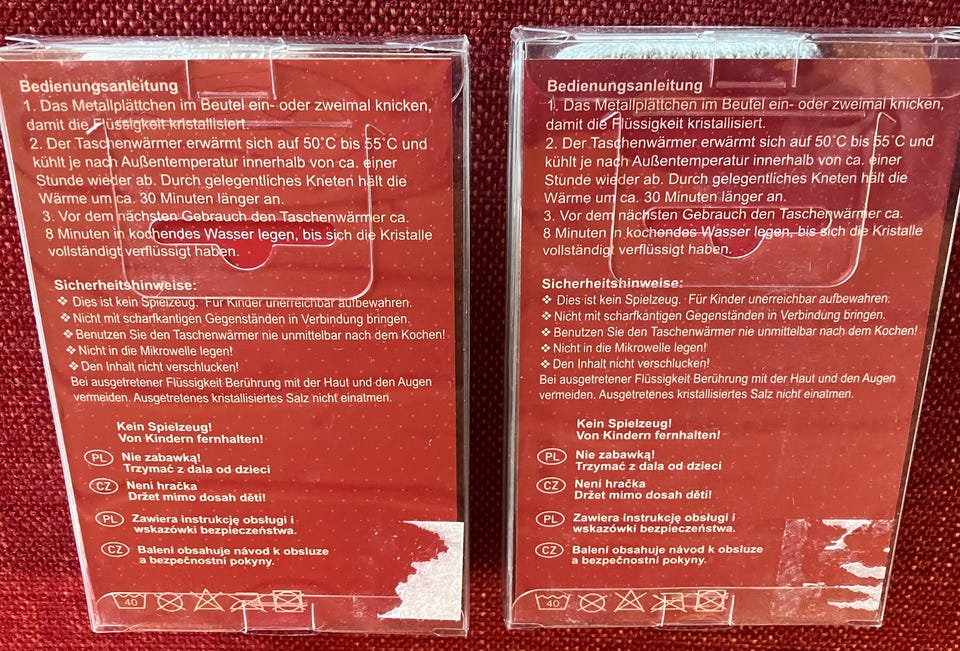 Bedienungsanleitung
1. Das Metallplättchen im Beutel ein- oder zweimal knicken,
damit die Flüssigkeit kristallisiert.
2. Der Taschenwärmer erwärmt sich auf 50°C bis 55°C und
kühlt je nach Außentemperatur innerhalb von ca. einer
Stunde wieder ab. Durch gelegentliches Kneten hält die
Wärme um ca. 30 Minuten länger an.
3. Vor dem nächsten Gebrauch den Taschenwärmer ca.
8 Minuten in kochendes Wasser legen, bis sich die Kristalle
vollständigt verflüssigt haben.
Sicherheitshinweise:
❖ Dies ist kein Spielzeug. Für Kinder unerreichbar aufbewahren.
❖ Nicht mit scharfkantigen Gegenständen in Verbindung bringen.
❖ Benutzen Sie den Taschenwärmer nie unmittelbar nach dem Kochen!
❖ Nicht in die Mikrowelle legen!
❖ Den Inhalt nicht verschlucken!
Bei ausgetretener Flüssigkeit Berührung mit der Haut und den Augen
vermeiden. Ausgetretenes kristallisiertes Salz nicht einatmen.
Kein Spielzeug!
Von Kindern fernhalten!
PL Nie zabawką!
Trzymać z dala od dzieci
CZ Není hračka
Držet mimo dosah dětí!
PL Zawiera instrukcję obsługi i
wskazówki bezpieczeństwa.
CZ Balení obsahuje návod k obsluze
a bezpečnostní pokyny.
40
Bedienungsanleitung
1. Das Metallplättchen im Beutel ein- oder zweimal knicken,
damit die Flüssigkeit kristallisiert.
2. Der Taschenwärmer erwärmt sich auf 50°C bis 55°C und
kühlt je nach Außentemperatur innerhalb von ca. einer
Stunde wieder ab. Durch gelegentliches Kneten hält die
Wärme um ca. 30 Minuten länger an.
3. Vor dem nächsten Gebrauch den Taschenwärmer ca.
8 Minuten in kochendes Wasser legen, bis sich die Kristalle
vollständigt verflüssigt haben.
Sicherheitshinweise:
❖ Dies ist kein Spielzeug. Für Kinder unerreichbar aufbewahren.
❖ Nicht mit scharfkantigen Gegenständen in Verbindung bringen.
❖ Benutzen Sie den Taschenwärmer nie unmittelbar nach dem Kochen!
❖ Nicht in die Mikrowelle legen!
❖ Den Inhalt nicht verschlucken!
Bei ausgetretener Flüssigkeit Berührung mit der Haut und den Augen
vermeiden. Ausgetretenes kristallisiertes Salz nicht einatmen.
Kein Spielzeug!
Von Kindern fernhalten!
PL Nie zabawką!
Trzymać z dala od dzieci
CZ Není hračka
Držet mimo dosah dětí!
PL Zawiera instrukcję obsługi i
wskazówki bezpieczeństwa.
CZ Balení obsahuje návod k obsluze
a bezpečnostní pokyny.
40